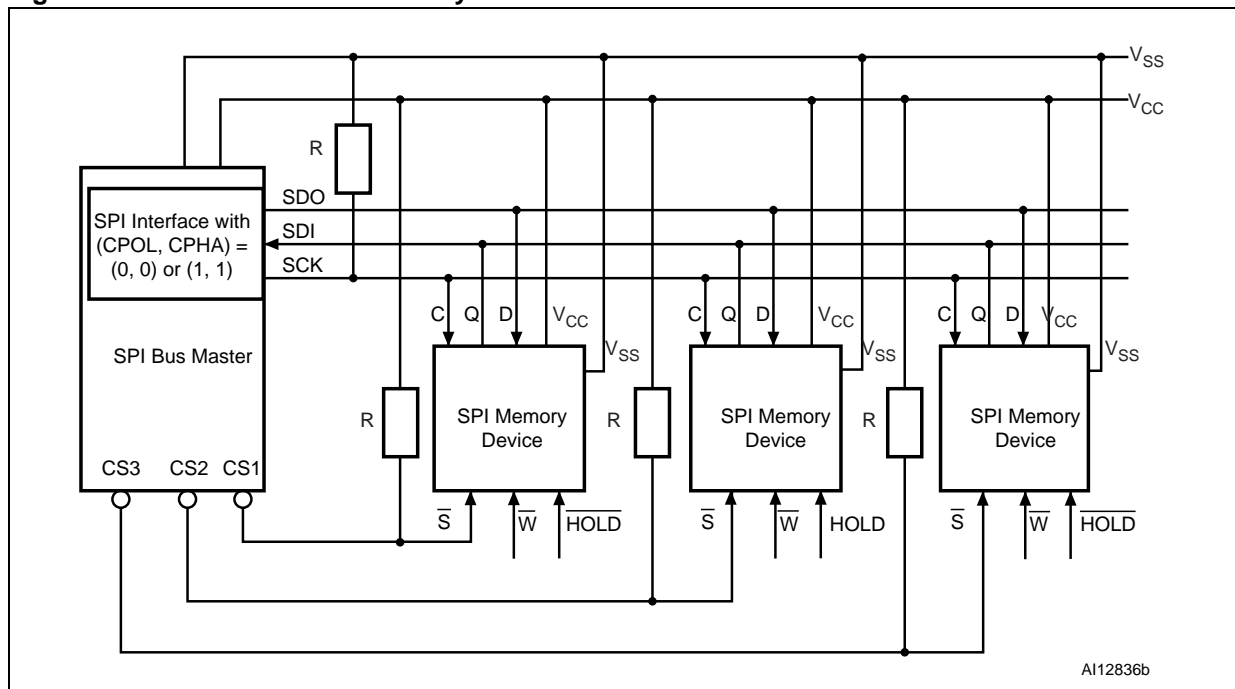 V_SS
V_CC
R
SDO
SDI
SCK
SPI Interface with
(CPOL, CPHA) =
(0, 0) or (1, 1)
SPI Bus Master
CS3 CS2 CS1
C Q D V_CC V_SS
R
SPI Memory
Device
S̅ W̅ H̅O̅L̅D̅
C Q D V_CC V_SS
R
SPI Memory
Device
S̅ W̅ HOLD
C Q D V_CC V_SS
R
SPI Memory
Device
S̅ W̅ H̅O̅L̅D̅
AI12836b